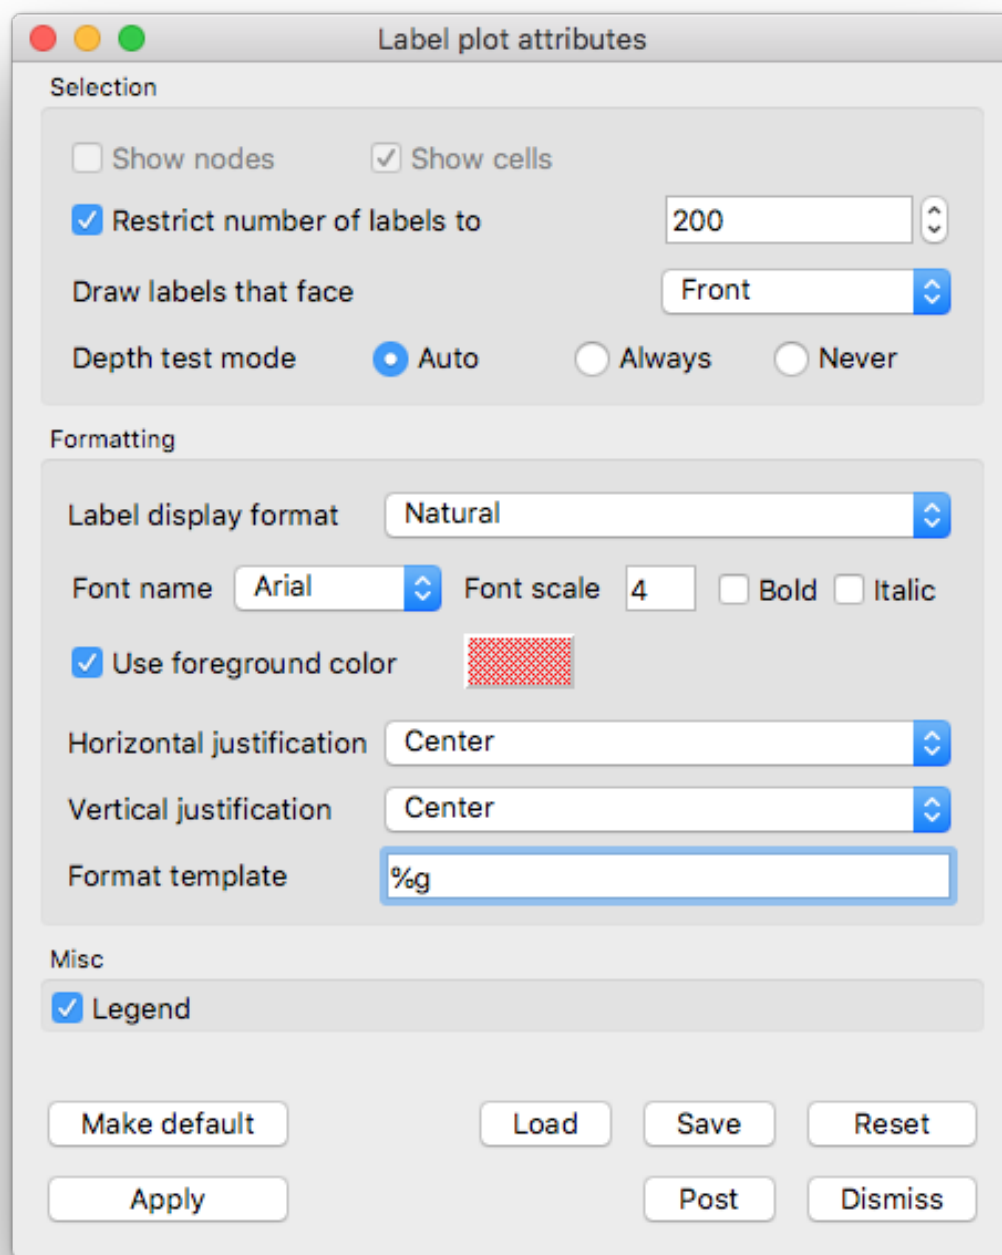 Label plot attributes
Selection
Show nodes Show cells
Restrict number of labels to 200
Draw labels that face Front
Depth test mode Auto Always Never
Formatting
Label display format Natural
Font name Arial Font scale 4 Bold Italic
Use foreground color
Horizontal justification Center
Vertical justification Center
Format template %g
Misc
Legend
Make default Load Save Reset
Apply Post Dismiss